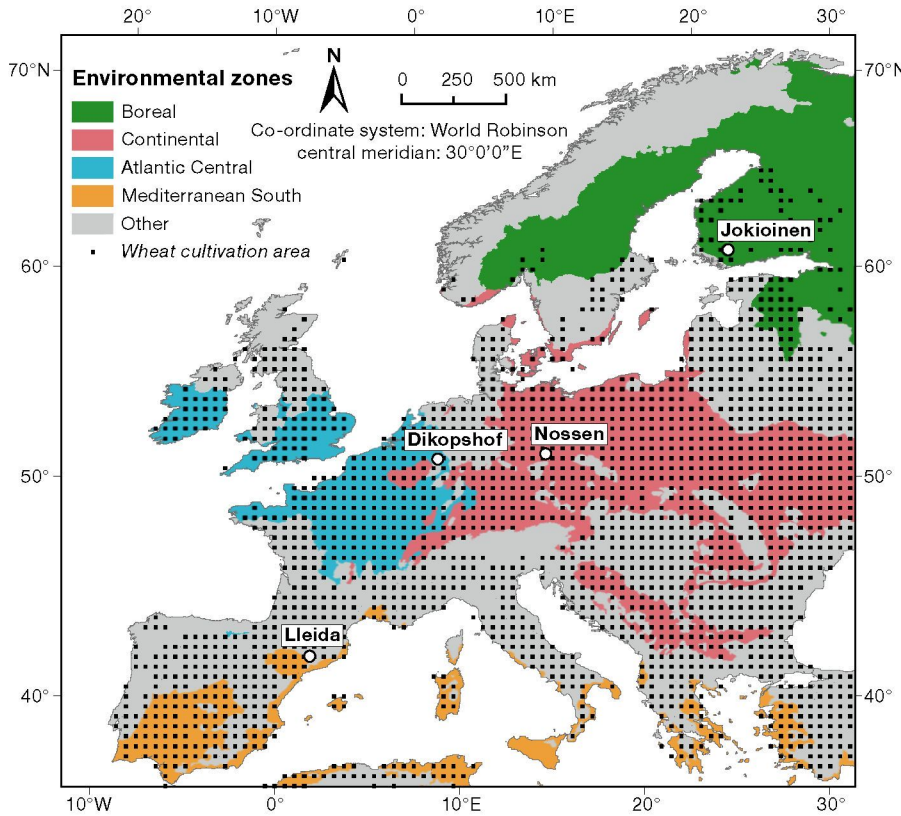 20° 10°W 0° 10°E 20° 30°
70°N
70°N
Environmental zones
Boreal
Continental
Atlantic Central
Mediterranean South
Other
Wheat cultivation area
N
0 250 500 km
Co-ordinate system: World Robinson
central meridian: 30°0'0"E
Jokioinen
60°
60°
Dikopshof
Nossen
50°
50°
Lleida
40°
40°
10°W 0° 10°E 20° 30°